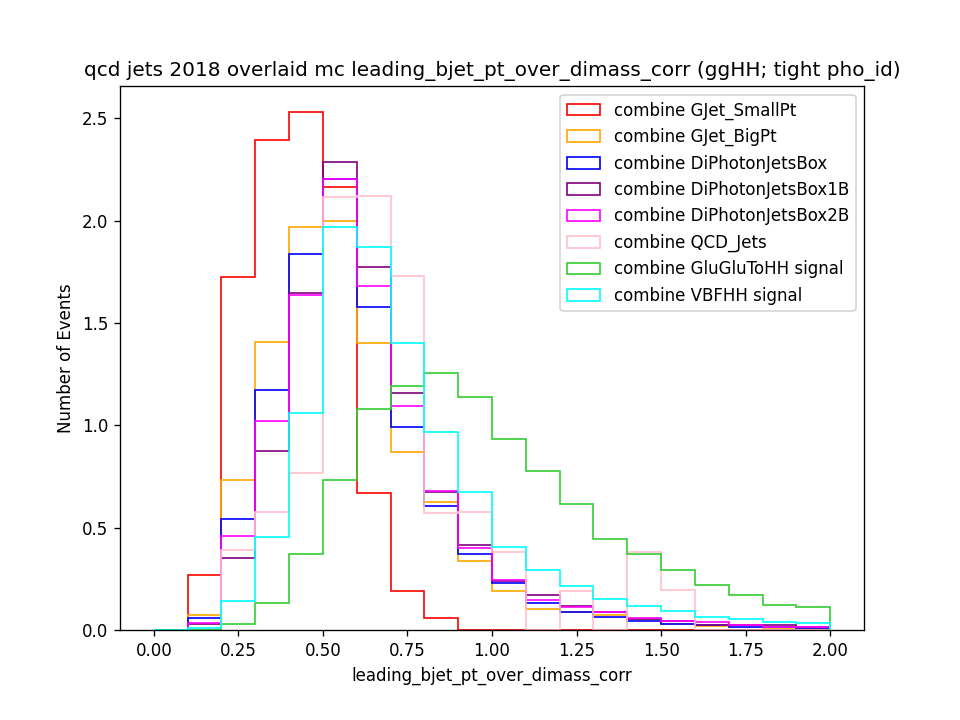 qcd jets 2018 overlaid mc leading_bjet_pt_over_dimass_corr (ggHH; tight pho_id)
combine GJet_SmallPt
combine GJet_BigPt
combine DiPhotonJetsBox
combine DiPhotonJetsBox1B
combine DiPhotonJetsBox2B
combine QCD_Jets
combine GluGluToHH signal
combine VBFHH signal
Number of Events
2.5
2.0
1.5
1.0
0.5
0.0
0.00 0.25 0.50 0.75 1.00 1.25 1.50 1.75 2.00
leading_bjet_pt_over_dimass_corr